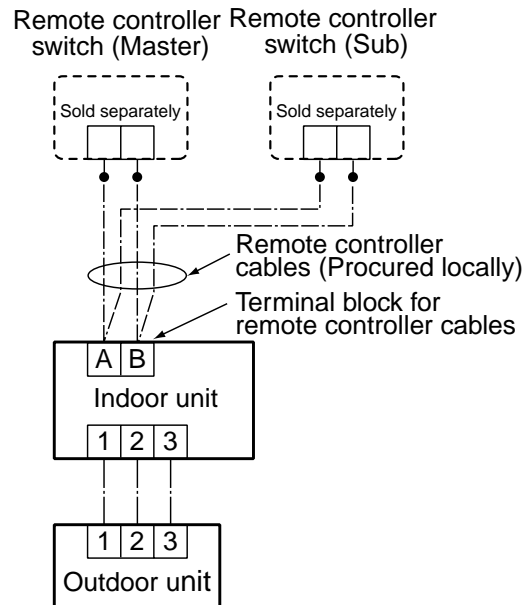 Remote controller
switch (Master)
Remote controller
switch (Sub)
Sold separately
Sold separately
Remote controller
cables (Procured locally)
Terminal block for
remote controller cables
A B
Indoor unit
1 2 3
1 2 3
Outdoor unit